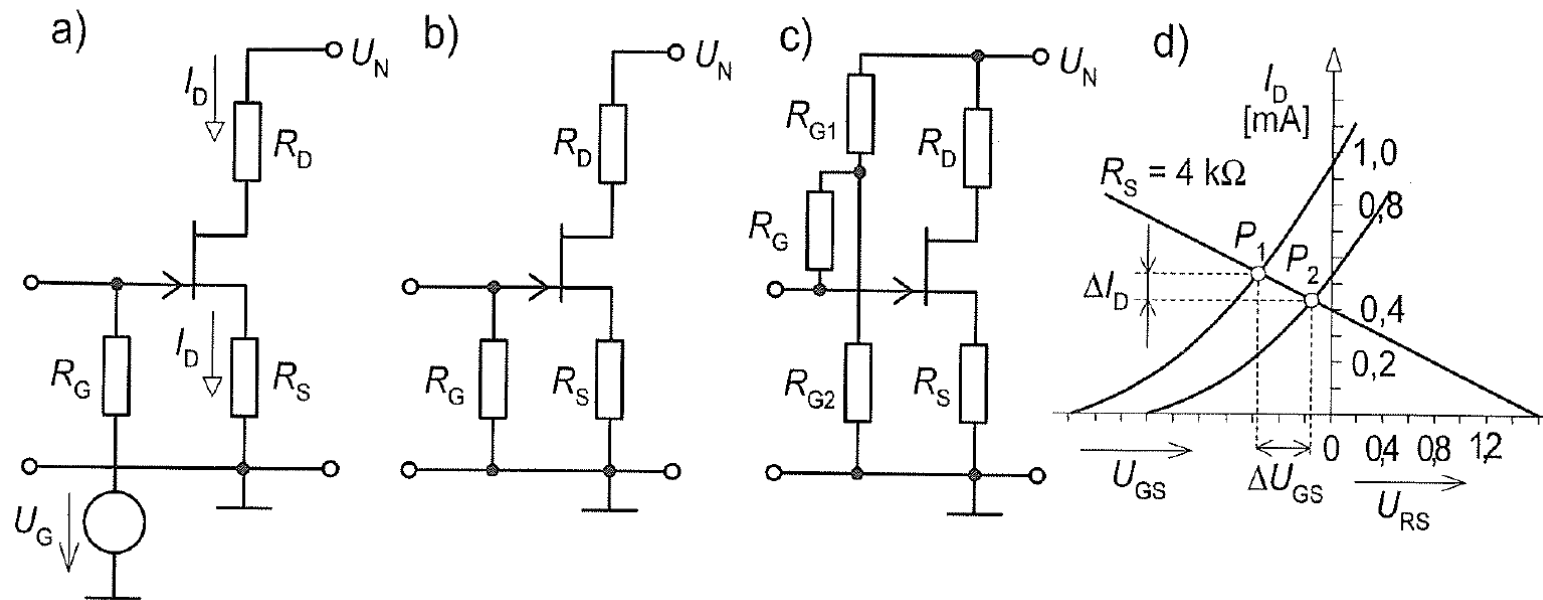 a)
U_N
I_D
R_D
I_D
R_G
R_S
U_G
b)
U_N
R_D
R_G
R_S
c)
U_N
R_G1
R_D
R_G
R_G2
R_S
d)
I_D
[mA]
1,0
R_S = 4 kΩ
0,8
P_1
P_2
ΔI_D
0,4
0,2
0 0,4 0,8 1,2
U_GS
ΔU_GS
U_RS